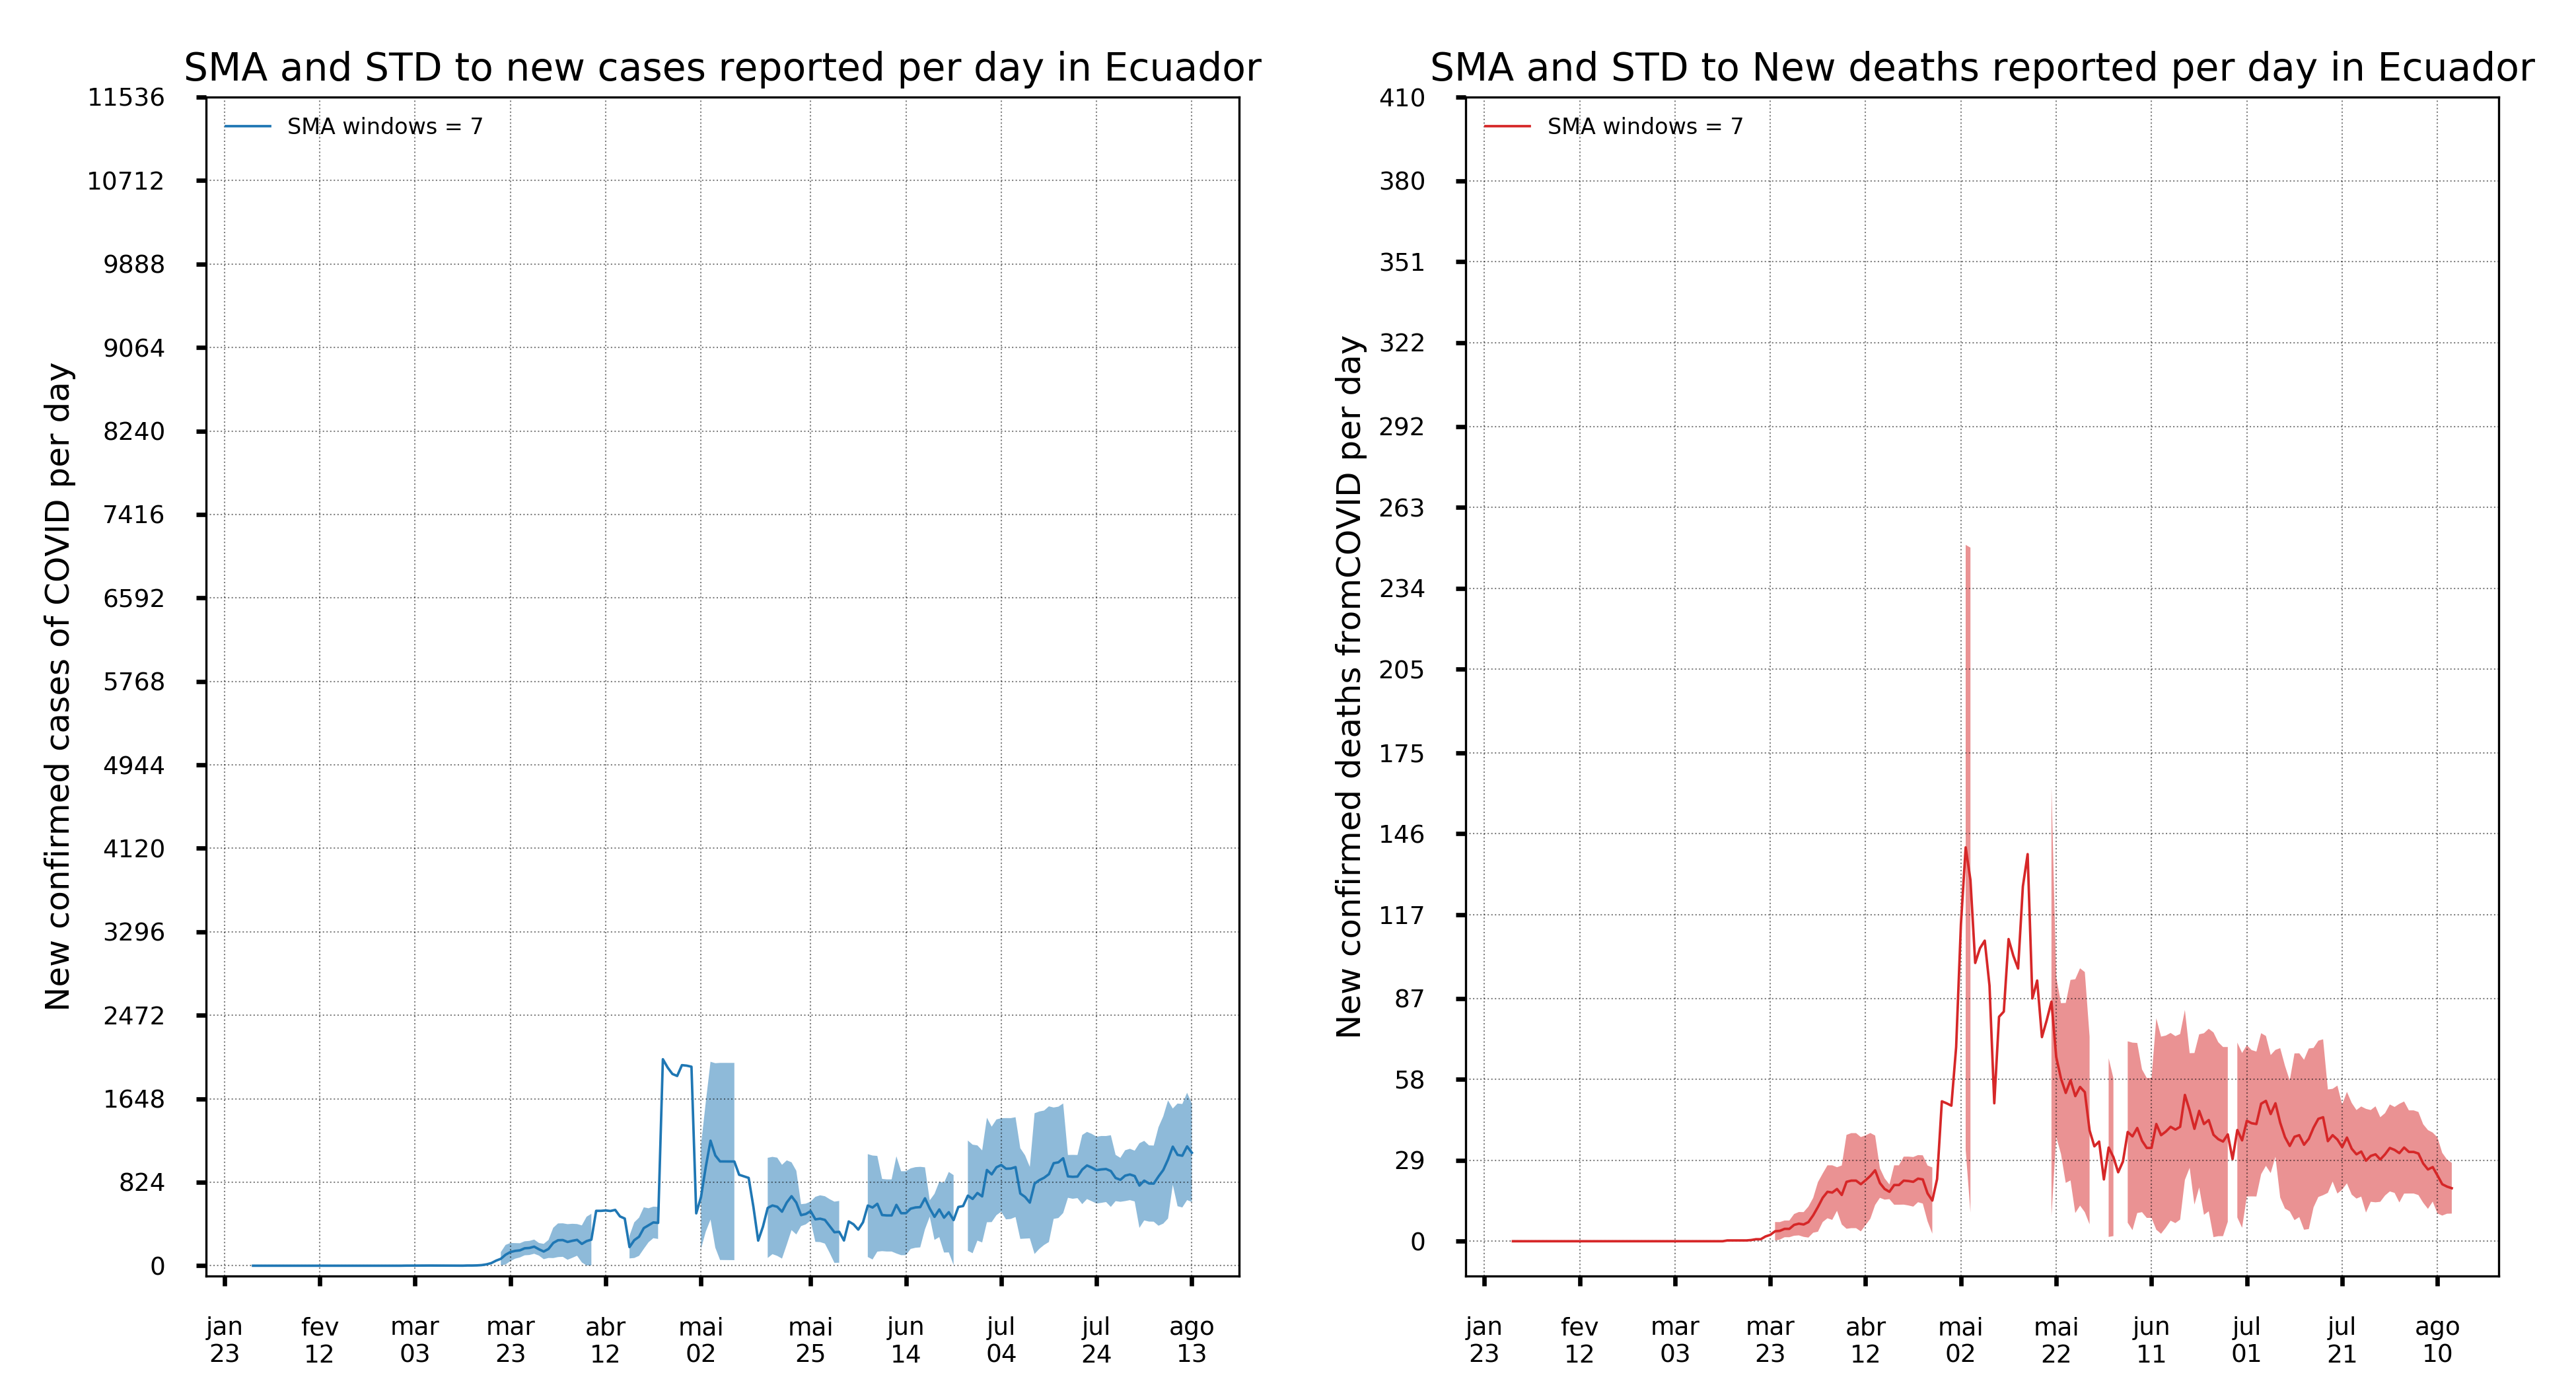 SMA and STD to new cases reported per day in Ecuador
New confirmed cases of COVID per day
SMA windows = 7
11536
10712
9888
9064
8240
7416
6592
5768
4944
4120
3296
2472
1648
824
0
jan 23
fev 12
mar 03
mar 23
abr 12
mai 02
mai 25
jun 14
jul 04
jul 24
ago 13
SMA and STD to New deaths reported per day in Ecuador
New confirmed deaths fromCOVID per day
SMA windows = 7
410
380
351
322
292
263
234
205
175
146
117
87
58
29
0
jan 23
fev 12
mar 03
mar 23
abr 12
mai 02
mai 22
jun 11
jul 01
jul 21
ago 10